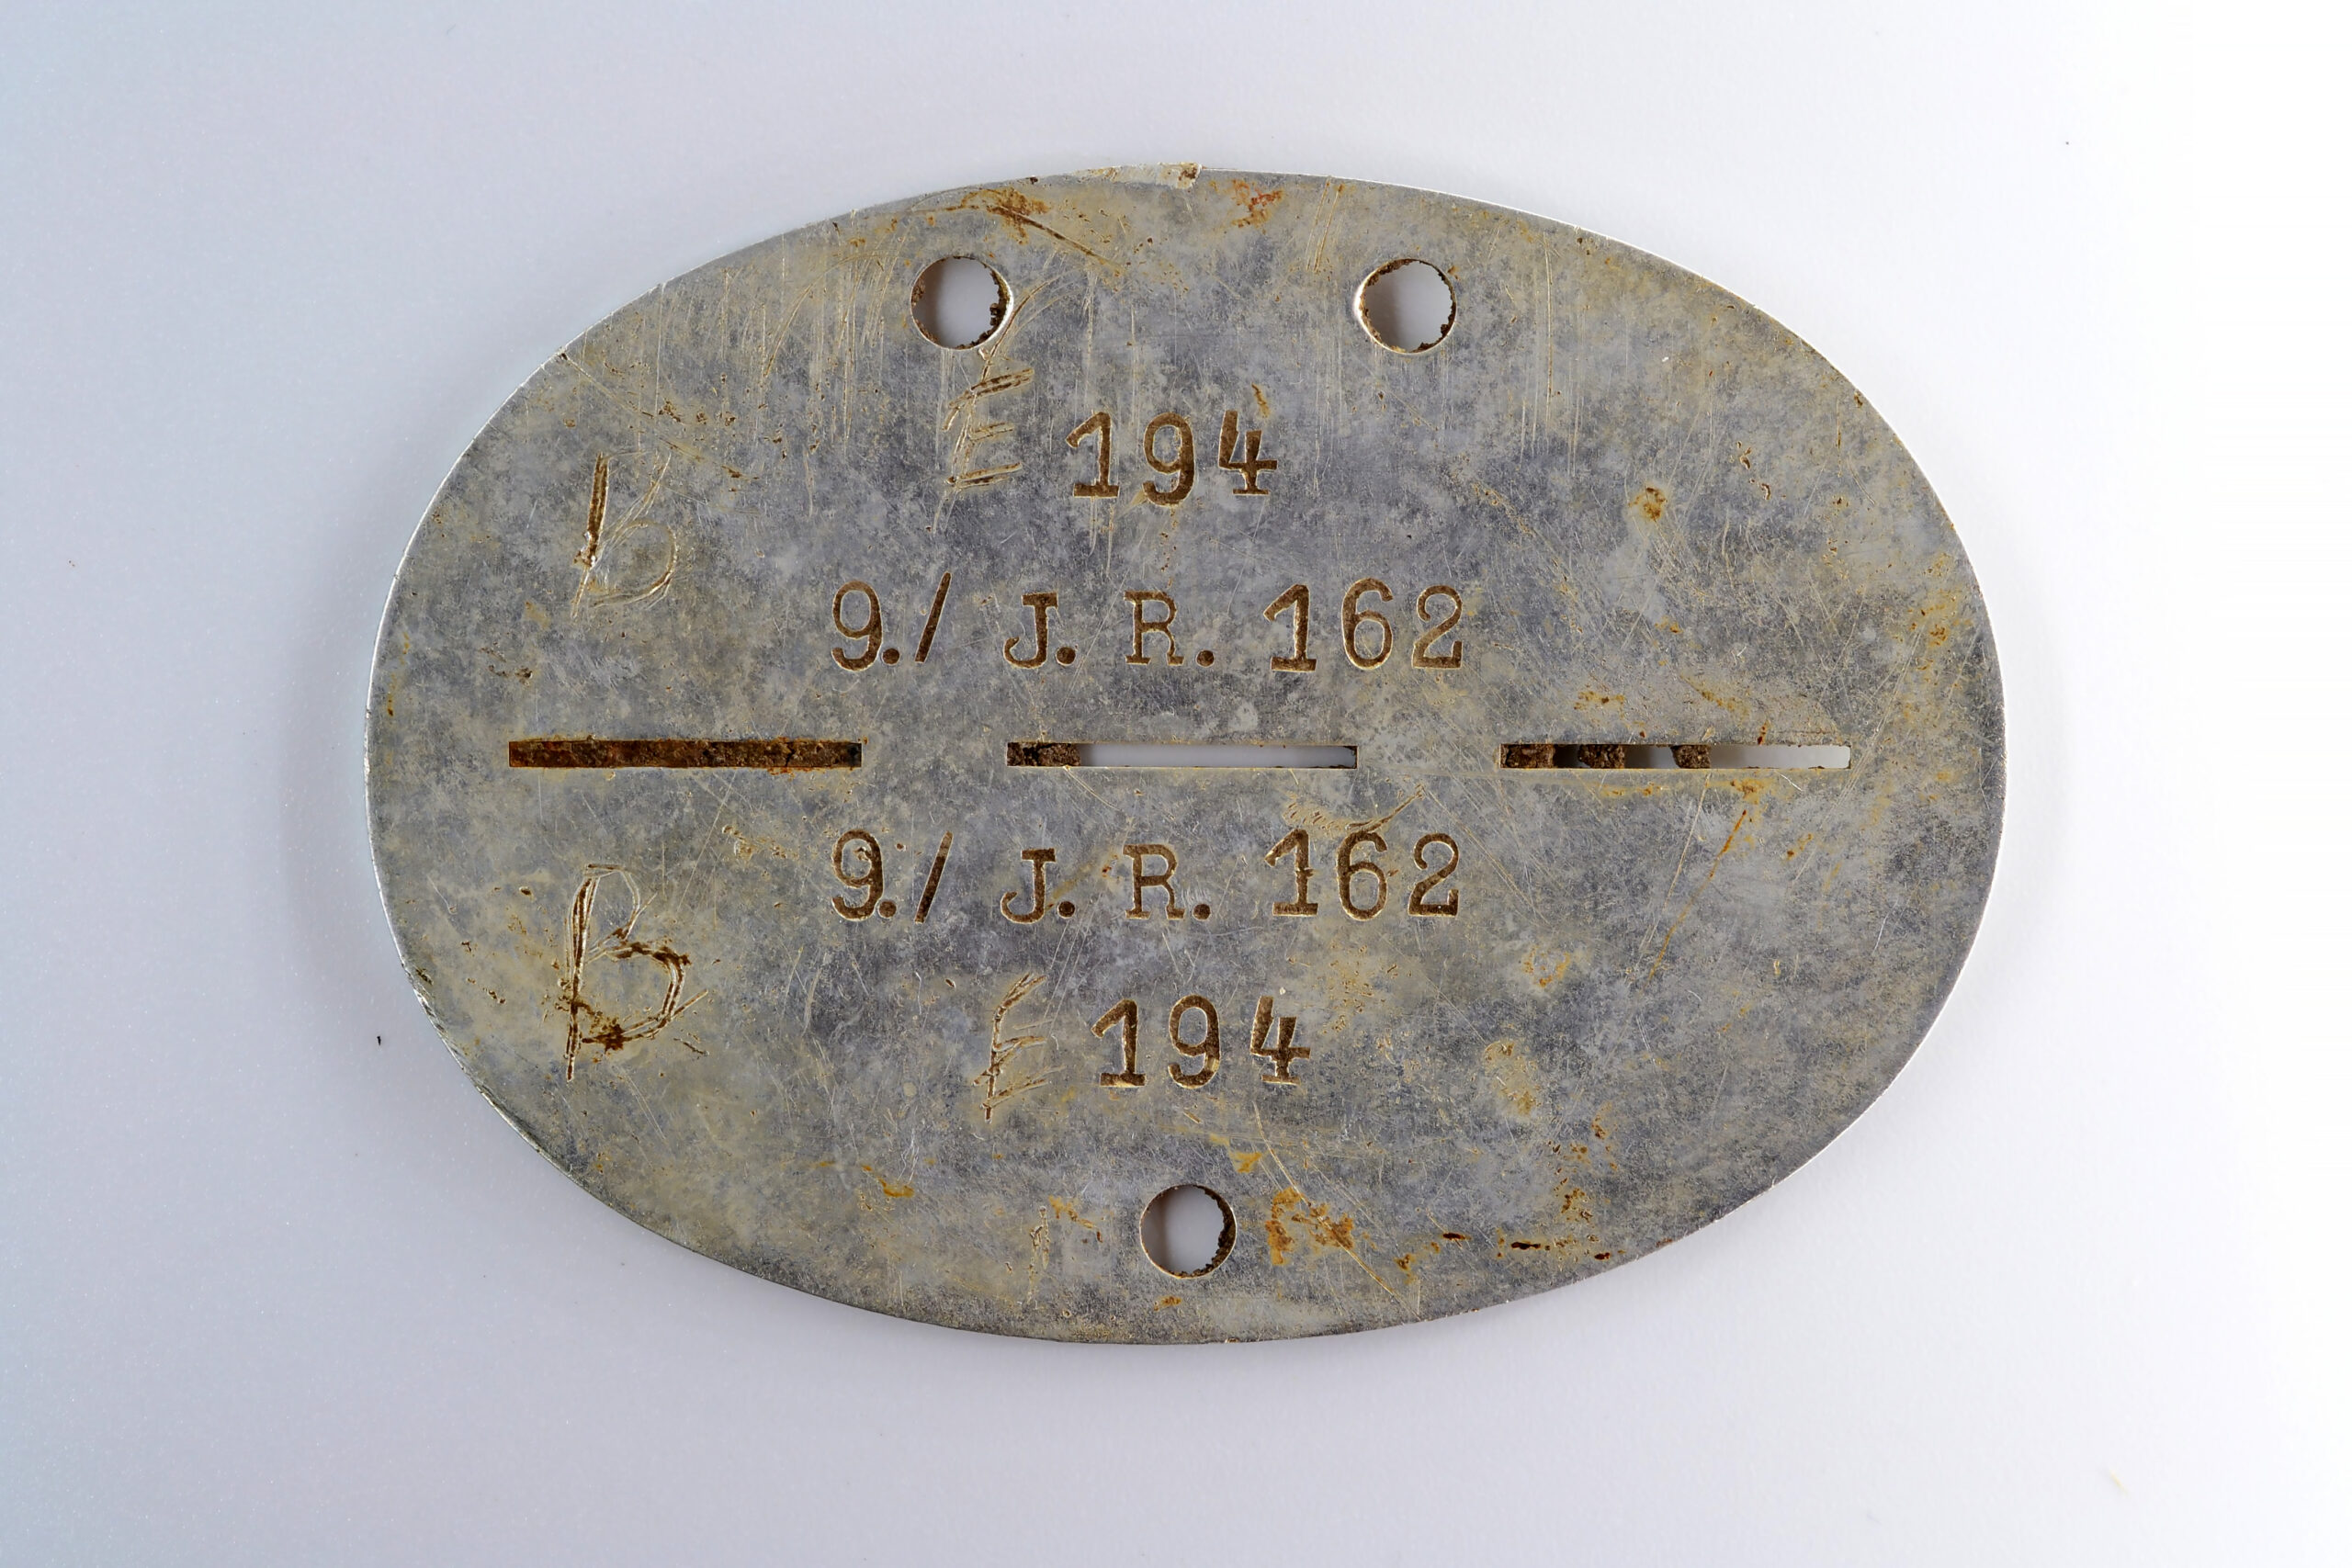 E 194
b
9./ J. R. 162
9./ J. R. 162
B
E 194